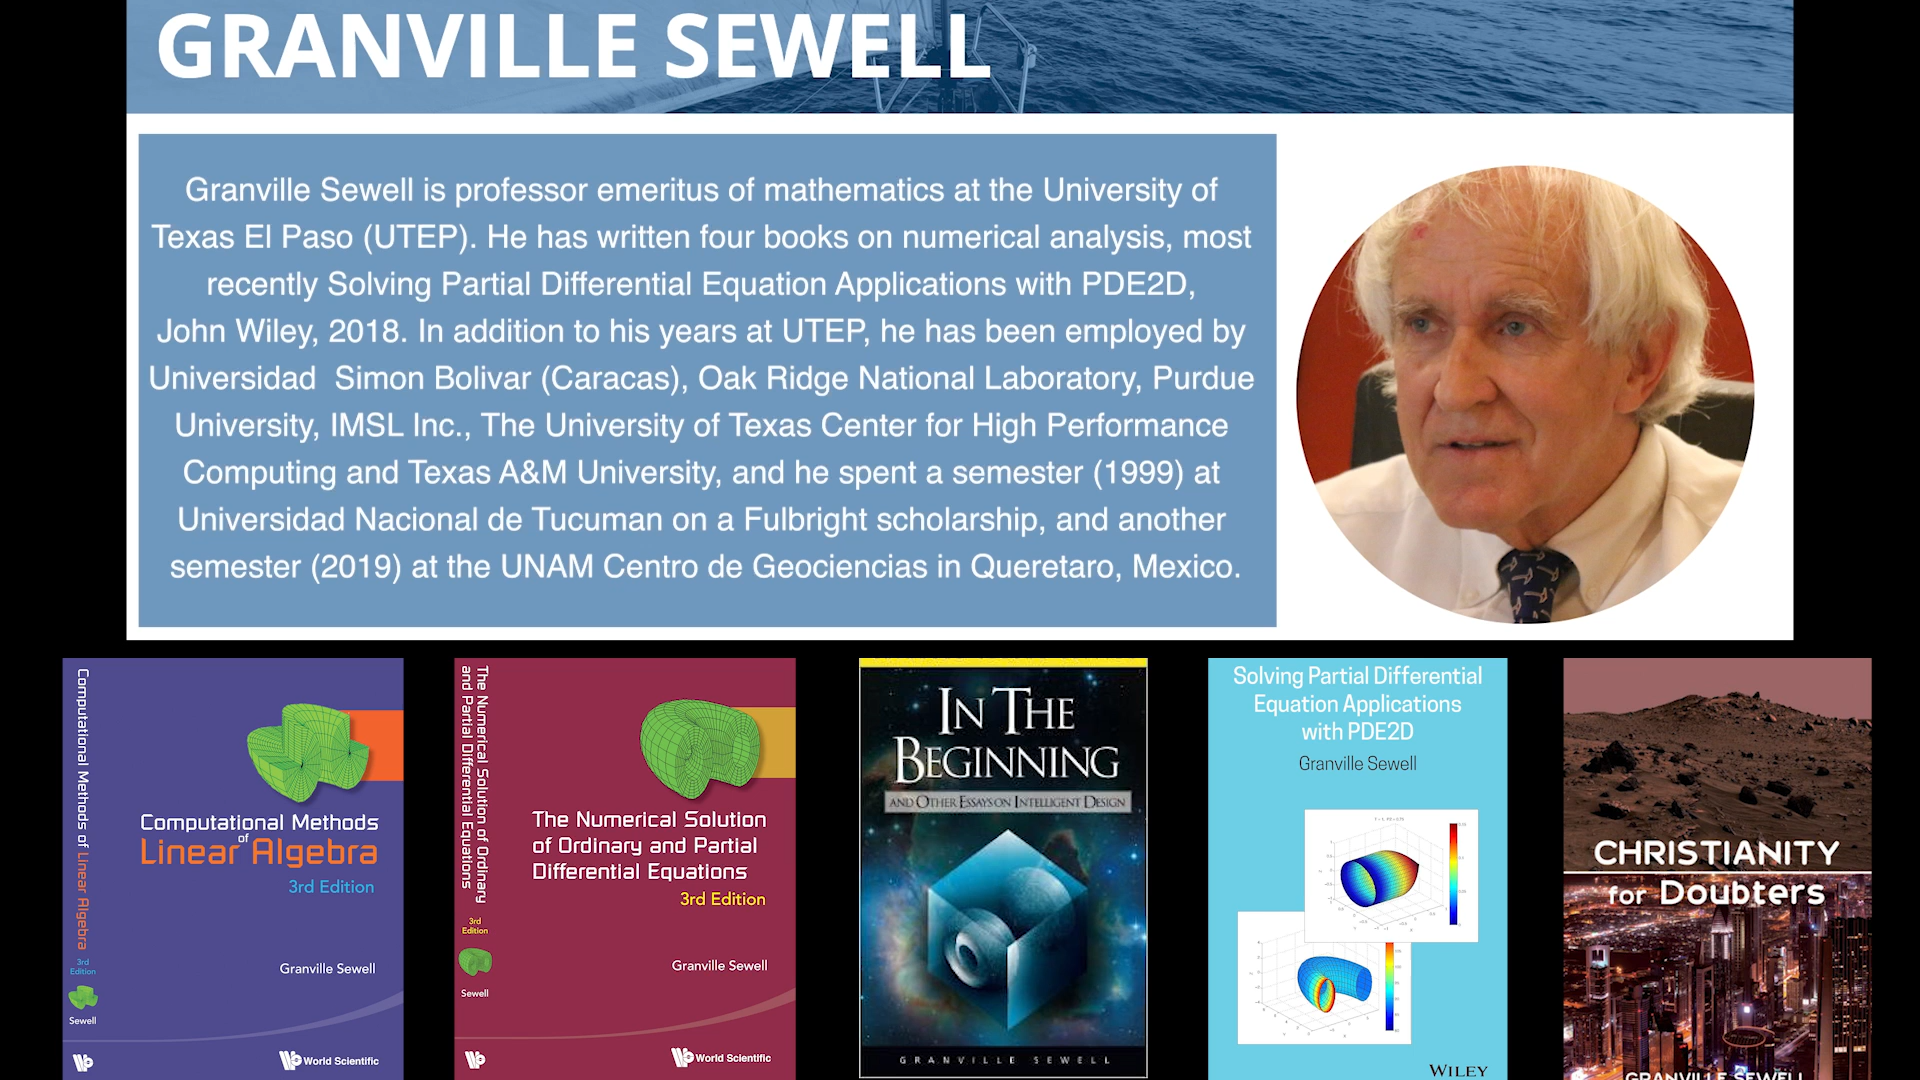 GRANVILLE SEWELL
Granville Sewell is professor emeritus of mathematics at the University of
Texas El Paso (UTEP). He has written four books on numerical analysis, most
recently Solving Partial Differential Equation Applications with PDE2D,
John Wiley, 2018. In addition to his years at UTEP, he has been employed by
Universidad Simon Bolivar (Caracas), Oak Ridge National Laboratory, Purdue
University, IMSL Inc., The University of Texas Center for High Performance
Computing and Texas A&M University, and he spent a semester (1999) at
Universidad Nacional de Tucuman on a Fulbright scholarship, and another
semester (2019) at the UNAM Centro de Geociencias in Queretaro, Mexico.
Computational Methods of Linear Algebra
3rd
Edition
Sewell
Computational Methods
of
Linear Algebra
3rd Edition
Granville Sewell
World Scientific
The Numerical Solution of Ordinary
and Partial Differential Equations
3rd
Edition
Sewell
The Numerical Solution
of Ordinary and Partial
Differential Equations
3rd Edition
Granville Sewell
World Scientific
IN THE
BEGINNING
AND OTHER ESSAYS ON INTELLIGENT DESIGN
GRANVILLE SEWELL
Solving Partial Differential
Equation Applications
with PDE2D
Granville Sewell
WILEY
CHRISTIANITY
for Doubters
GRANVILLE SEWELL